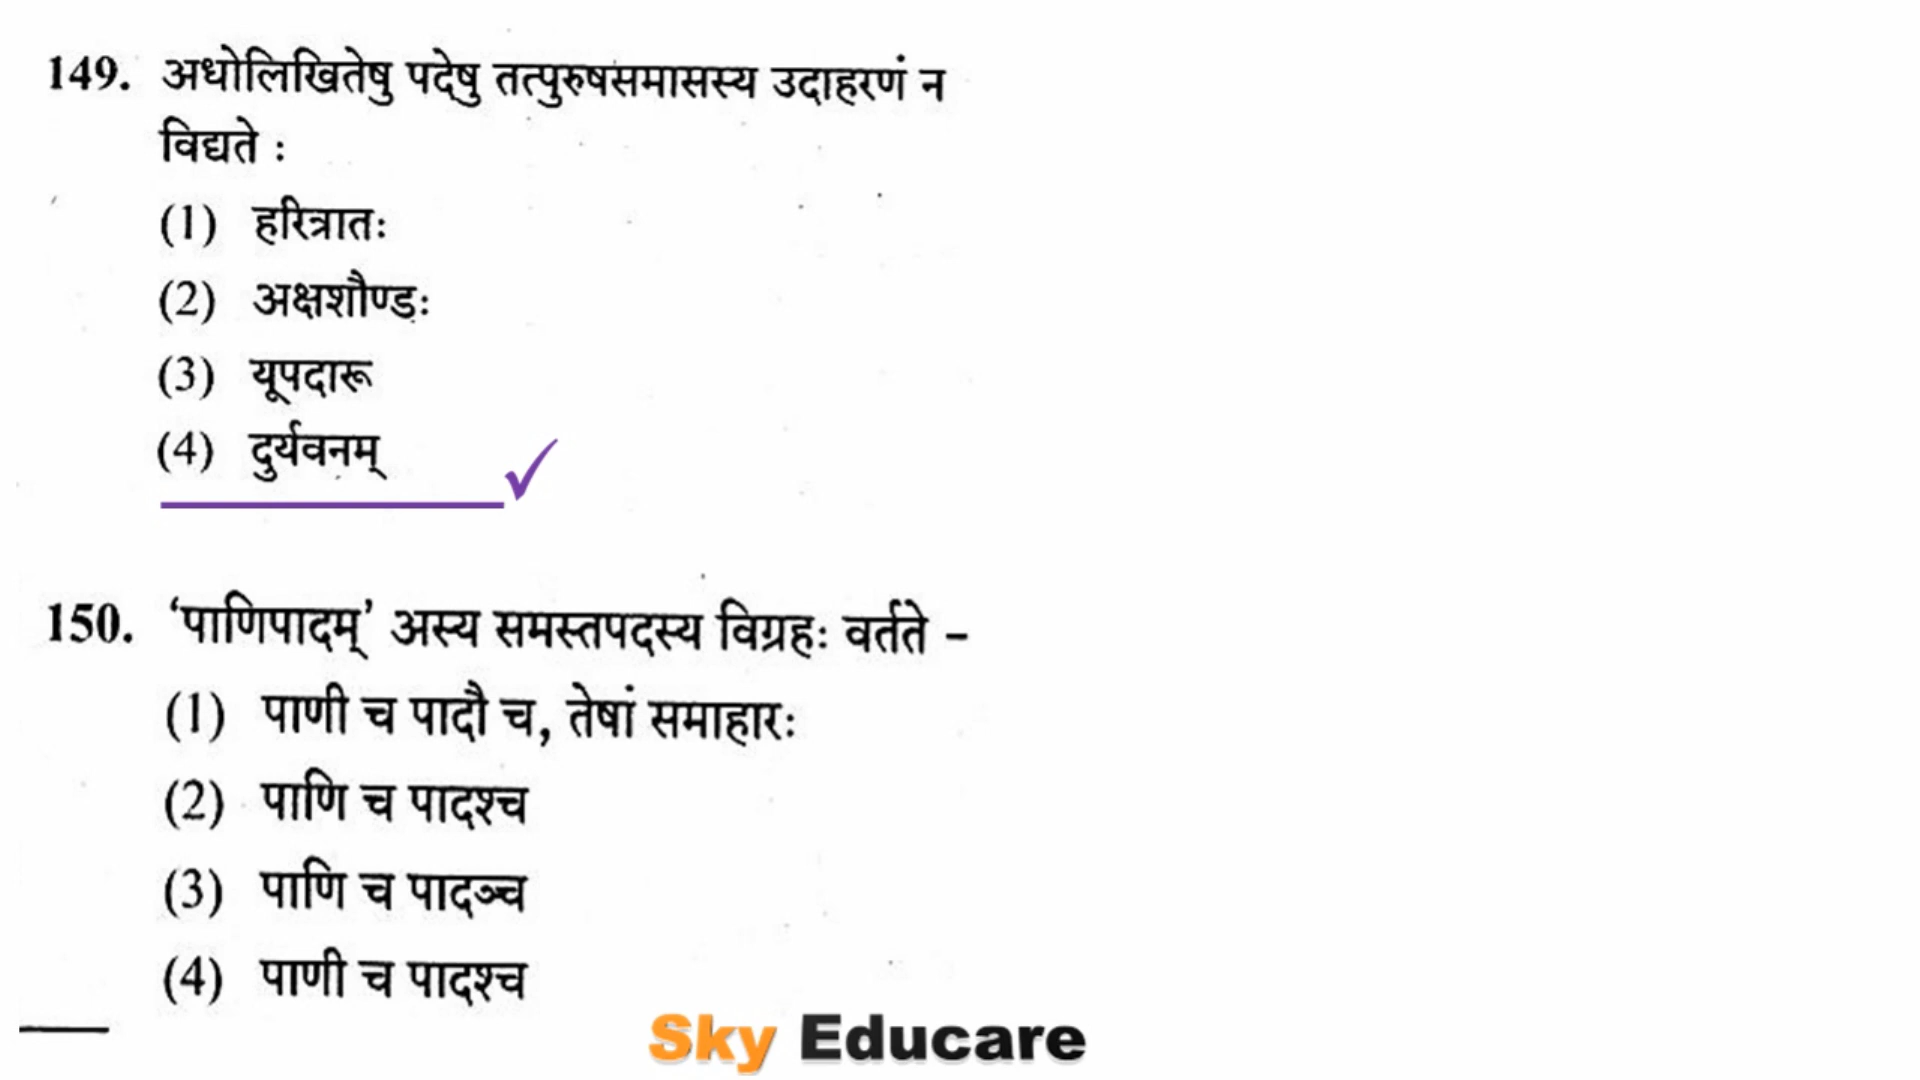 149. अधोलिखितेषु पदेषु तत्पुरुषसमासस्य उदाहरणं न
विद्यते :
(1) हरित्रातः
(2) अक्षशौण्डः
(3) यूपदारू
(4) दुर्यवनम्
150. ‘पाणिपादम्’ अस्य समस्तपदस्य विग्रहः वर्तते –
(1) पाणी च पादौ च, तेषां समाहारः
(2) पाणि च पादश्च
(3) पाणि च पादञ्च
(4) पाणी च पादश्च
Sky Educare